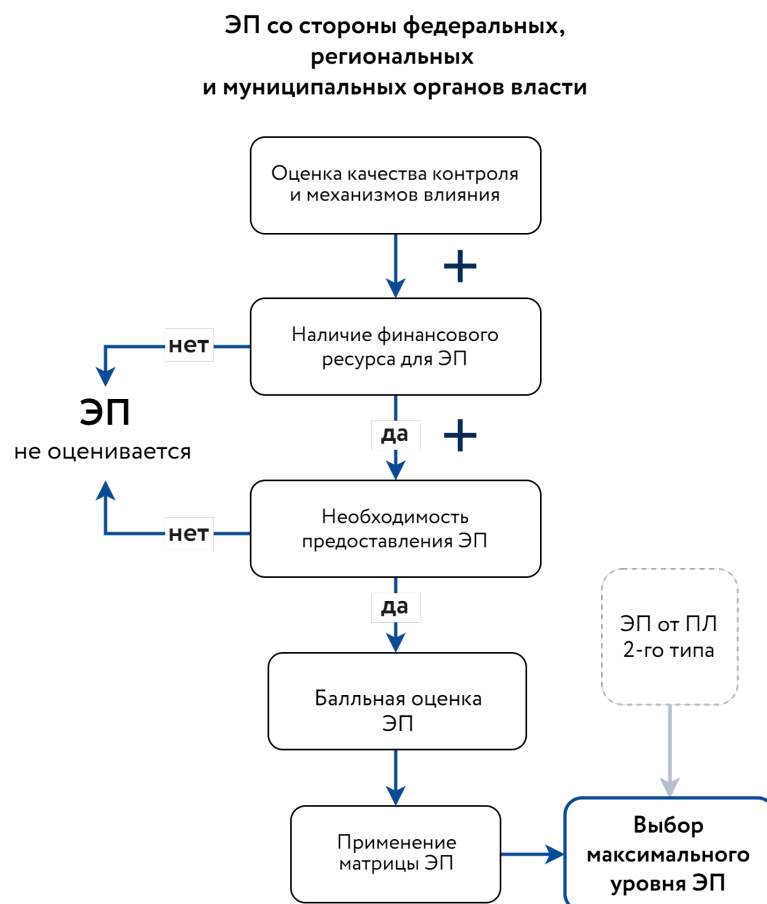 ЭП со стороны федеральных,
региональных
и муниципальных органов власти
Оценка качества контроля
и механизмов влияния
+
Наличие финансового
ресурса для ЭП
нет
ЭП
не оценивается
да
+
Необходимость
предоставления ЭП
нет
да
ЭП от ПЛ
2-го типа
Балльная оценка
ЭП
Применение
матрицы ЭП
Выбор
максимального
уровня ЭП